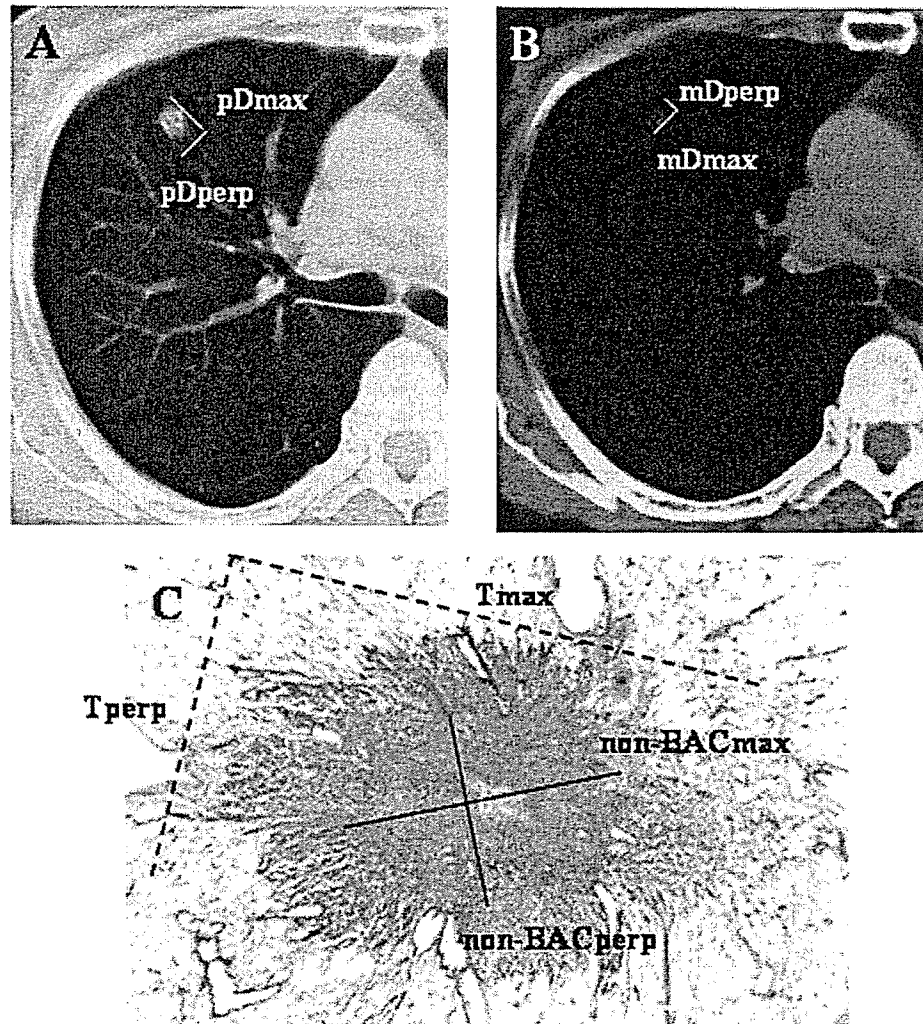 A
pDmax
pDperp
B
mDperp
mDmax
C
Tmax
Tperp
non-BACmax
non-BACperp